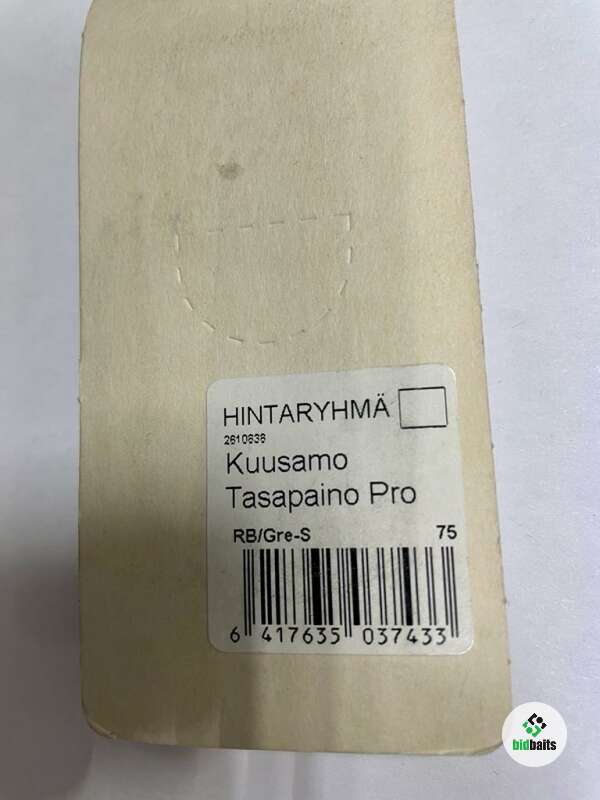 HINTARYHMÄ
2610636
Kuusamo
Tasapaino Pro
RB/Gre-S 75
6 417635 037433
bidbaits